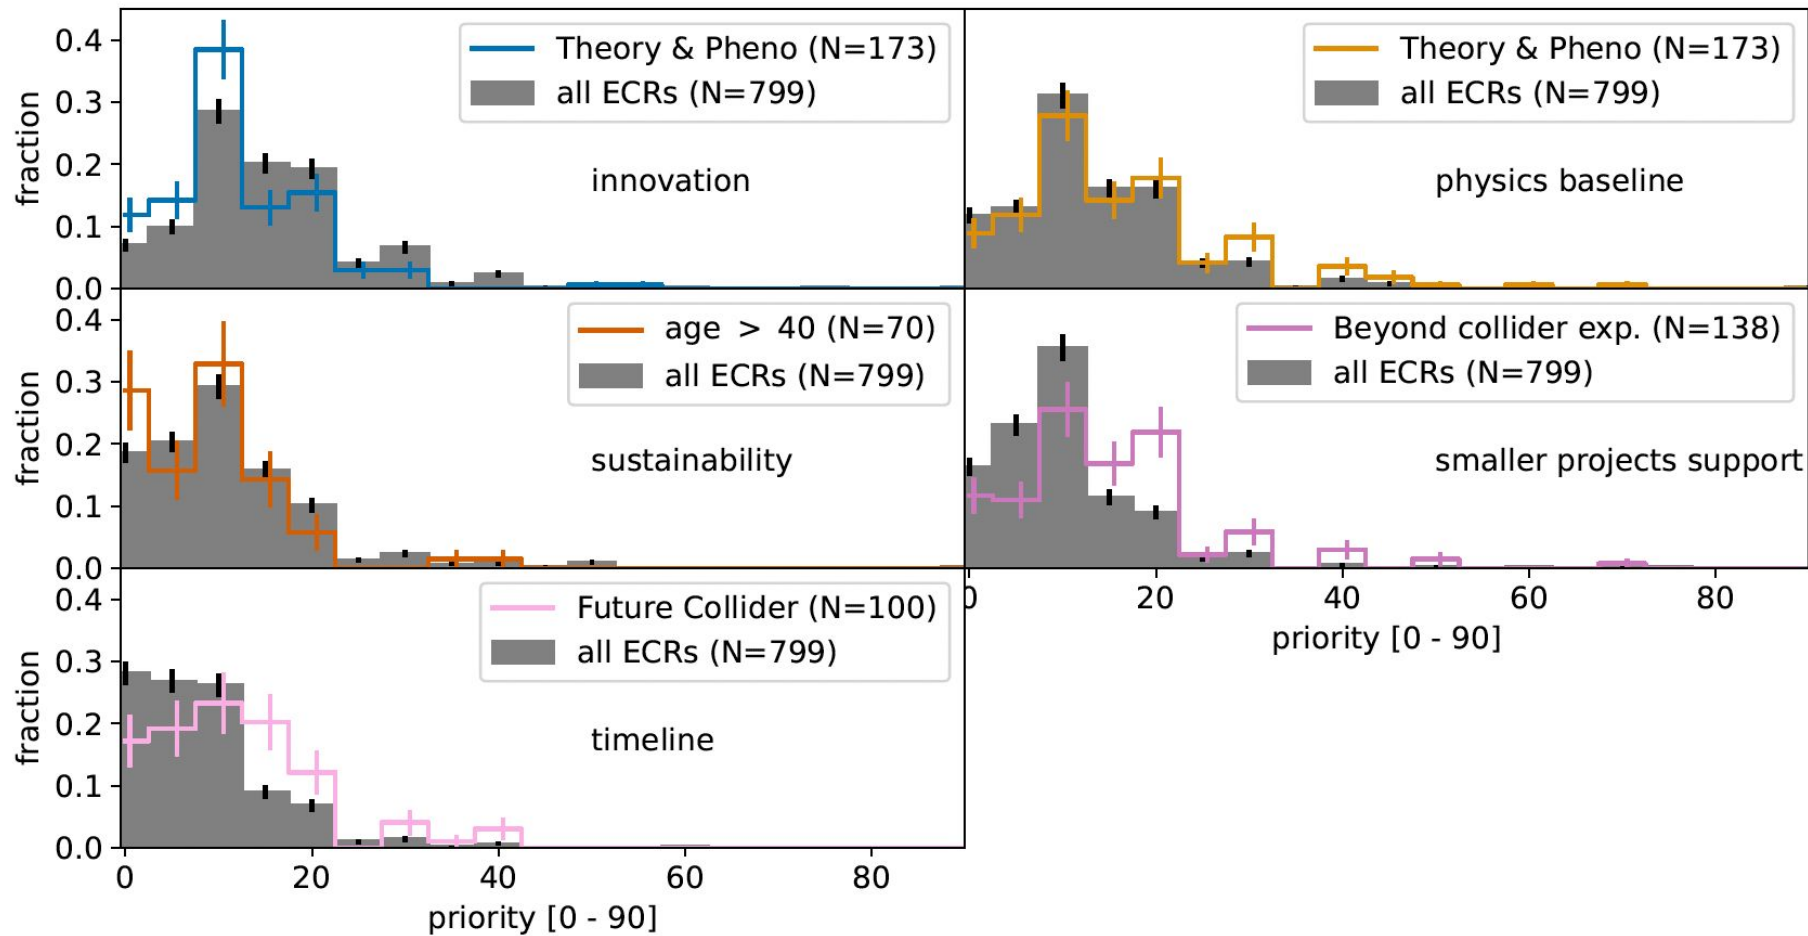 fraction
0.4
0.3
0.2
0.1
0.0
Theory & Pheno (N=173)
all ECRs (N=799)
innovation
Theory & Pheno (N=173)
all ECRs (N=799)
physics baseline
fraction
0.4
0.3
0.2
0.1
0.0
age > 40 (N=70)
all ECRs (N=799)
sustainability
Beyond collider exp. (N=138)
all ECRs (N=799)
smaller projects support
0 20 40 60 80
priority [0 - 90]
fraction
0.4
0.3
0.2
0.1
0.0
Future Collider (N=100)
all ECRs (N=799)
timeline
0 20 40 60 80
priority [0 - 90]